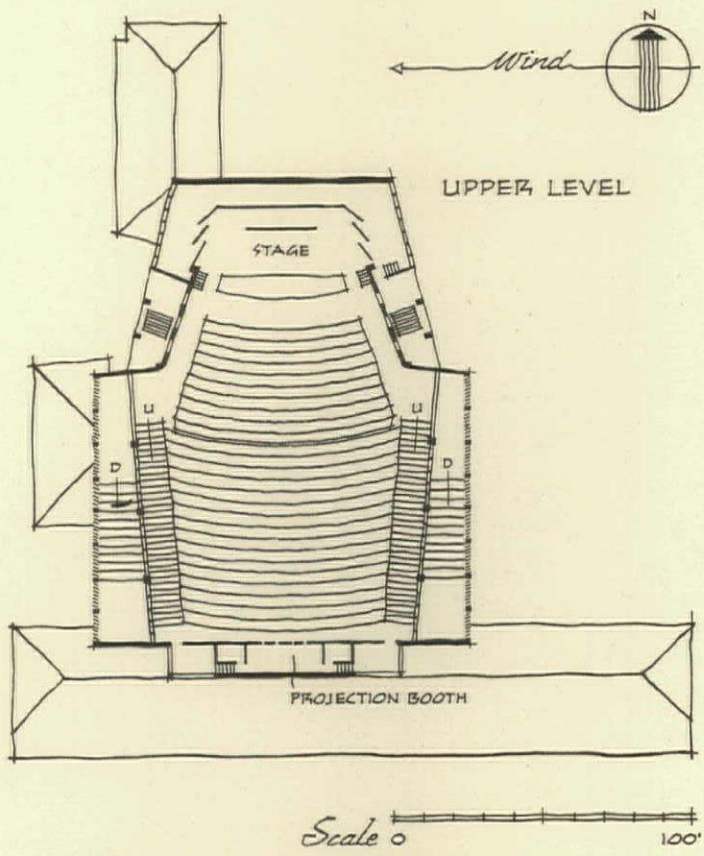 N
Wind
UPPER LEVEL
STAGE
U
U
D
D
PROJECTION BOOTH
Scale 0 100'